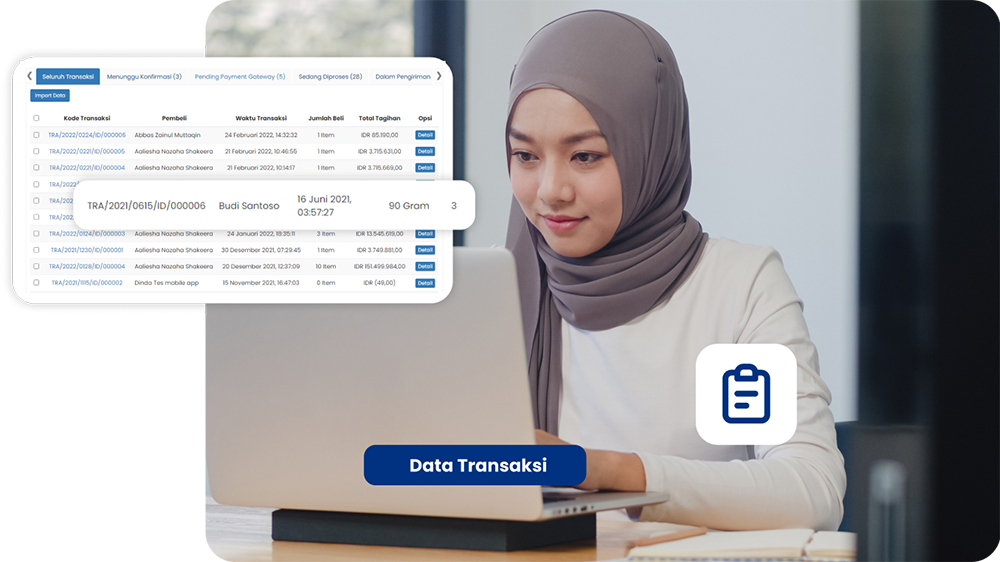 Seluruh Transaksi Menunggu Konfirmasi (3) Pending Payment Gateway (5) Sedang Diproses (28) Dalam Pengiriman
Import Data
Kode Transaksi Pembeli Waktu Transaksi Jumlah Beli Total Tagihan Opsi
TRA/2022/0224/ID/000006 Abbas Zainul Muttaqin 24 Februari 2022, 14:32:32 1 Item IDR 85.190,00 Detail
TRA/2022/0221/ID/000005 Aaliesha Nazaha Shakeera 21 Februari 2022, 10:46:55 1 Item IDR 3.715.631,00 Detail
TRA/2022/0221/ID/000004 Aaliesha Nazaha Shakeera 21 Februari 2022, 10:14:17 1 Item IDR 3.715.669,00 Detail
TRA/2021/0615/ID/000006 Budi Santoso 16 Juni 2021, 03:57:27 90 Gram 3
TRA/2022/0124/ID/000003 Aaliesha Nazaha Shakeera 24 Januari 2022, 19:35:11 3 Item IDR 13.545.619,00 Detail
TRA/2021/1230/ID/000001 Aaliesha Nazaha Shakeera 30 Desember 2021, 07:29:45 1 Item IDR 3.749.881,00 Detail
TRA/2022/0128/ID/000004 Aaliesha Nazaha Shakeera 20 Desember 2021, 12:37:09 10 Item IDR 151.499.984,00 Detail
TRA/2021/1115/ID/000002 Dinda Tes mobile app 15 November 2021, 16:47:03 0 Item IDR (49,00) Detail
Data Transaksi